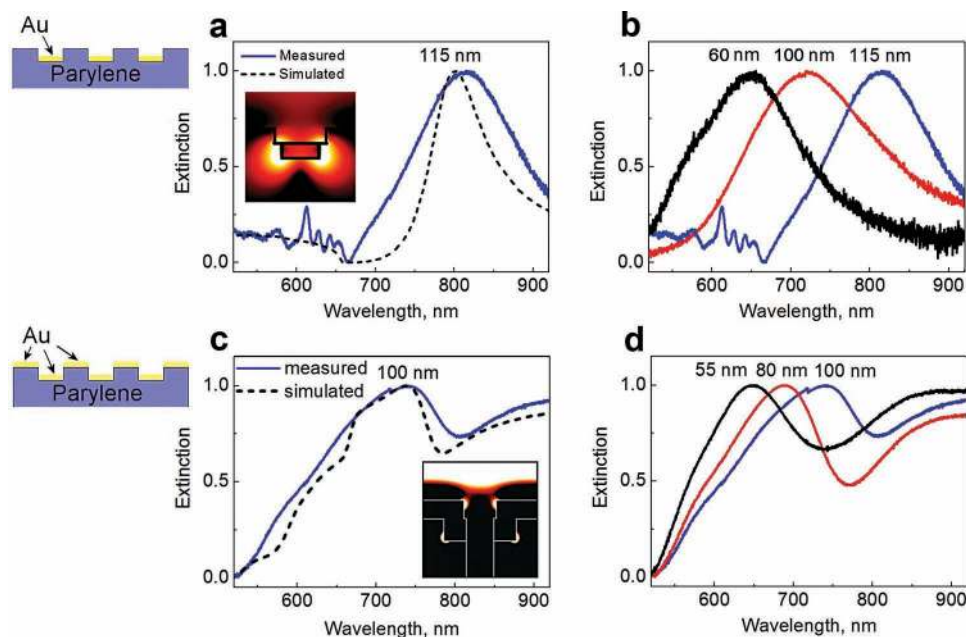 Au
Parylene
a
Measured
Simulated
115 nm
Extinction
1.0
0.5
0.0
600 700 800 900
Wavelength, nm
b
60 nm 100 nm 115 nm
Extinction
1.0
0.5
0.0
600 700 800 900
Wavelength, nm
Au
Parylene
c
measured
simulated
100 nm
Extinction
1.0
0.5
0.0
600 700 800 900
Wavelength, nm
d
55 nm 80 nm 100 nm
Extinction
1.0
0.5
0.0
600 700 800 900
Wavelength, nm